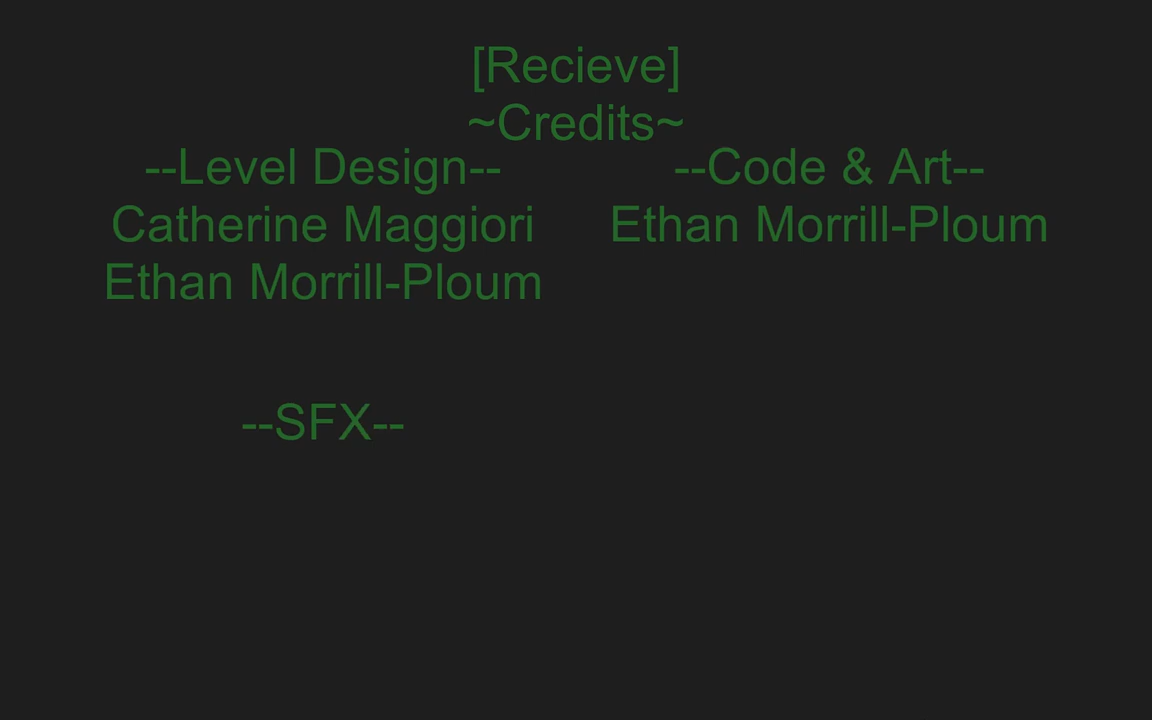 [Recieve]
~Credits~
--Level Design--
Catherine Maggiori
Ethan Morrill-Ploum
--Code & Art--
Ethan Morrill-Ploum
--SFX--